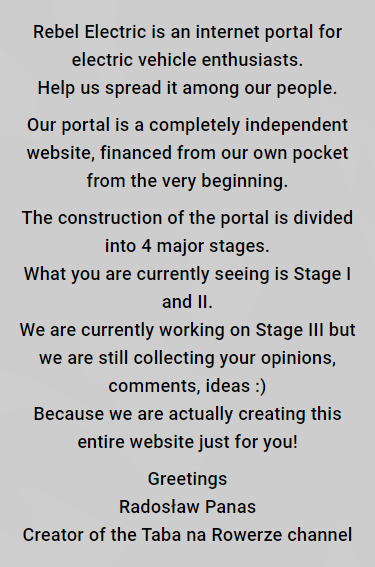 Rebel Electric is an internet portal for
electric vehicle enthusiasts.
Help us spread it among our people.
Our portal is a completely independent
website, financed from our own pocket
from the very beginning.
The construction of the portal is divided
into 4 major stages.
What you are currently seeing is Stage I
and II.
We are currently working on Stage III but
we are still collecting your opinions,
comments, ideas :)
Because we are actually creating this
entire website just for you!
Greetings
Radosław Panas
Creator of the Taba na Rowerze channel